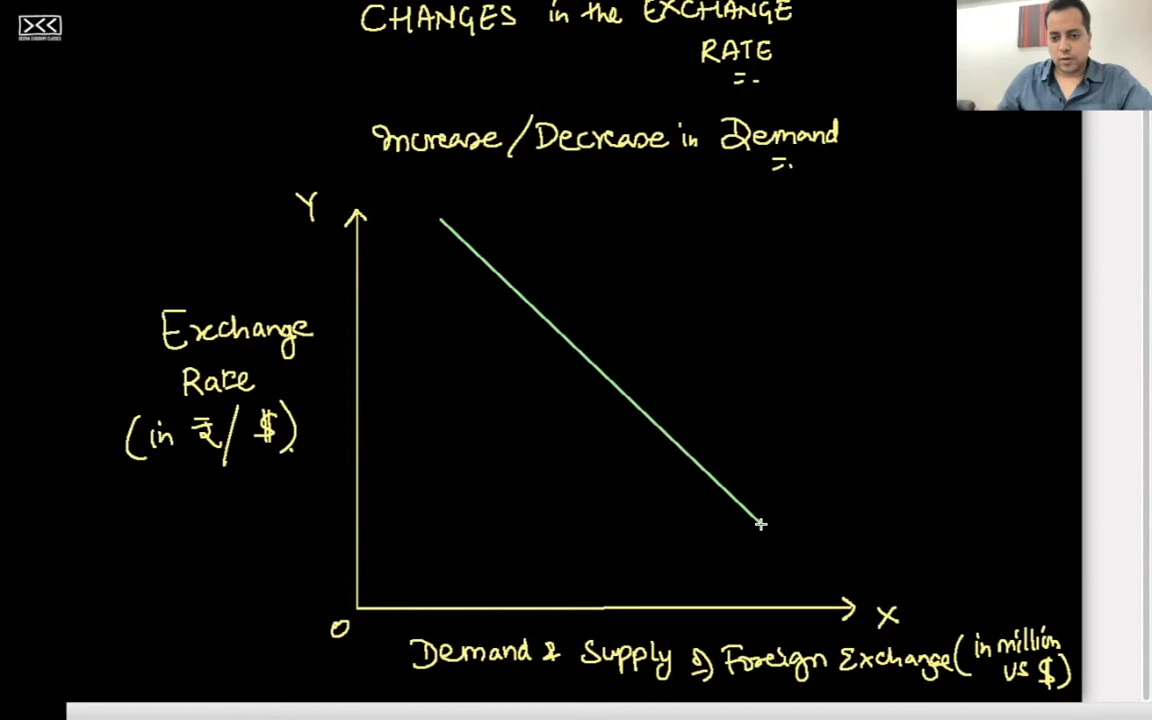 CHANGES in the EXCHANGE
RATE
Increase/Decrease in Demand
Y
Exchange
Rate
(in ₹/$)
O
X
Demand & Supply of Foreign Exchange (in million
US $)